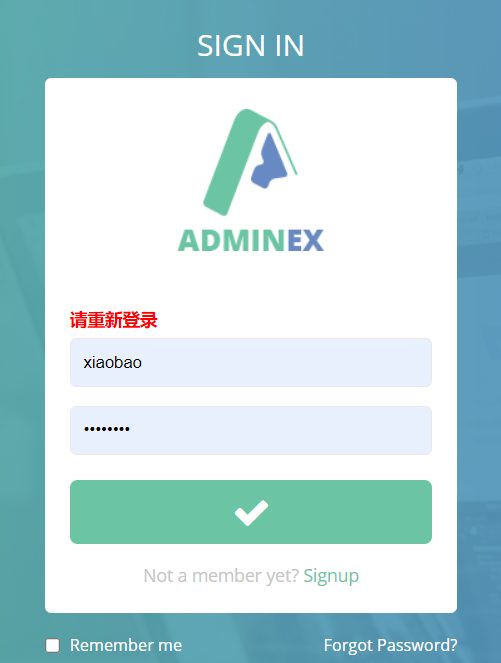 SIGN IN
ADMINEX
请重新登录
xiaobao
••••••••
Not a member yet? Signup
Remember me
Forgot Password?